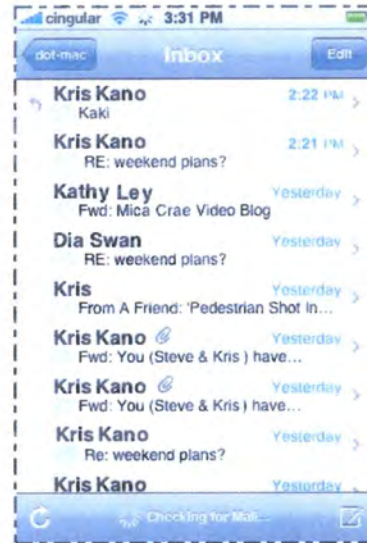 cingular 3:31 PM
dot-mac Inbox Edit
Kris Kano 2:22 PM
Kaki
Kris Kano 2:21 PM
RE: weekend plans?
Kathy Ley Yesterday
Fwd: Mica Crae Video Blog
Dia Swan Yesterday
RE: weekend plans?
Kris Yesterday
From A Friend: 'Pedestrian Shot In...
Kris Kano Yesterday
Fwd: You (Steve & Kris ) have...
Kris Kano Yesterday
Fwd: You (Steve & Kris ) have...
Kris Kano Yesterday
Re: weekend plans?
Kris Kano Yesterday
Checking for Mail...